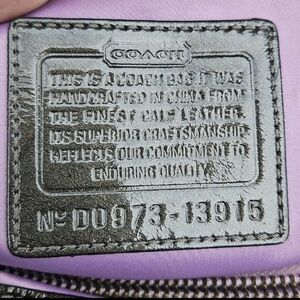 COACH
THIS IS A COACH BAG IT WAS
HANDCRAFTED IN CHINA FROM
THE FINEST CALF LEATHER.
ITS SUPERIOR CRAFTSMANSHIP
REFLECTS OUR COMMITMENT TO
ENDURING QUALITY.
Nº D0973-13915